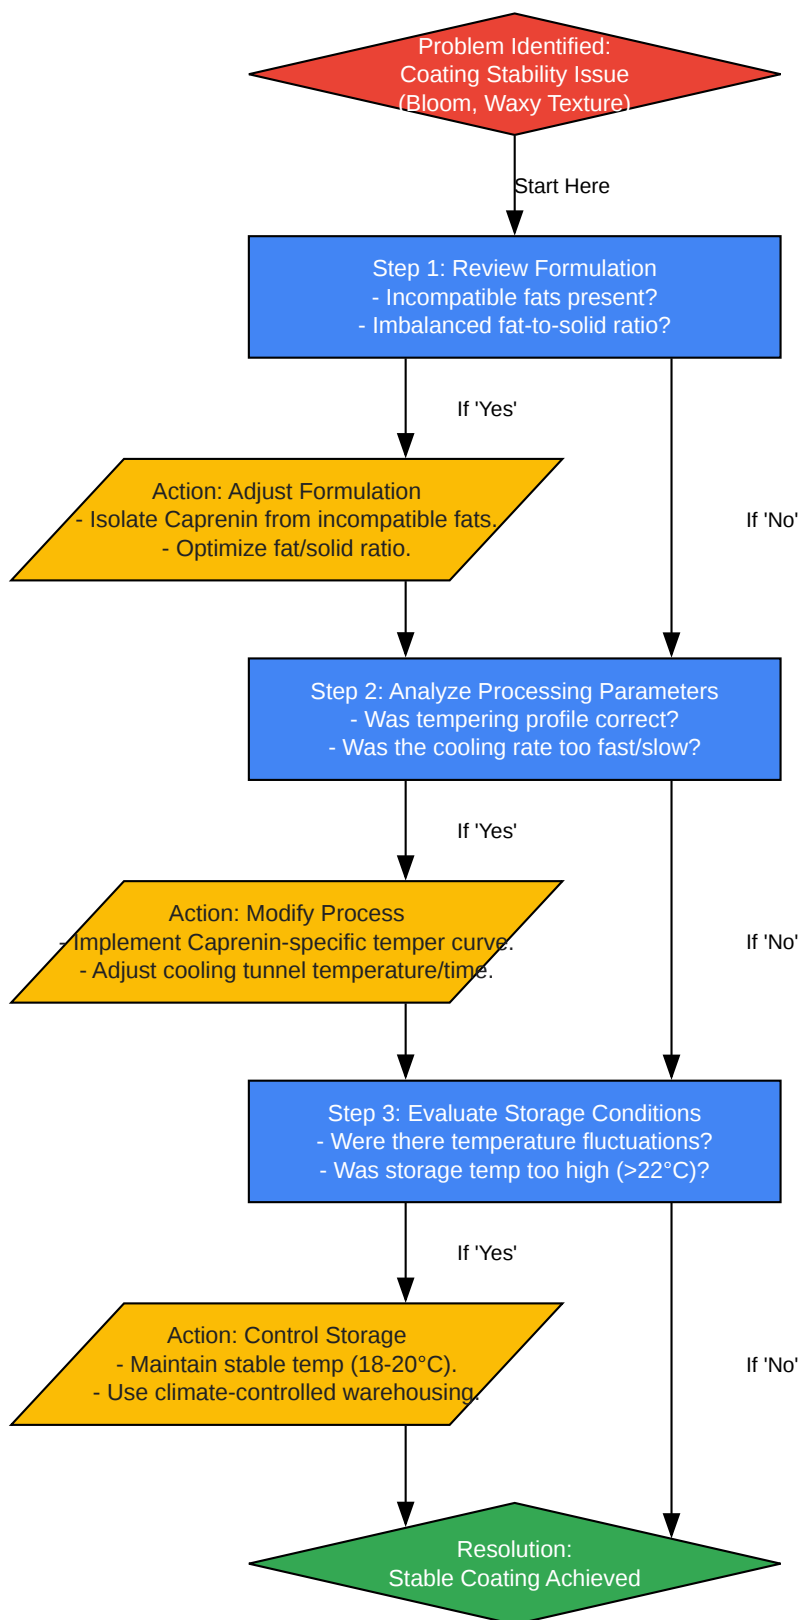 Problem Identified:
Coating Stability Issue
(Bloom, Waxy Texture)
Start Here
Step 1: Review Formulation
- Incompatible fats present?
- Imbalanced fat-to-solid ratio?
If 'Yes'
Action: Adjust Formulation
- Isolate Caprenin from incompatible fats.
- Optimize fat/solid ratio.
If 'No'
Step 2: Analyze Processing Parameters
- Was tempering profile correct?
- Was the cooling rate too fast/slow?
If 'Yes'
Action: Modify Process
- Implement Caprenin-specific temper curve.
- Adjust cooling tunnel temperature/time.
If 'No'
Step 3: Evaluate Storage Conditions
- Were there temperature fluctuations?
- Was storage temp too high (>22°C)?
If 'Yes'
Action: Control Storage
- Maintain stable temp (18-20°C).
- Use climate-controlled warehousing.
If 'No'
Resolution:
Stable Coating Achieved